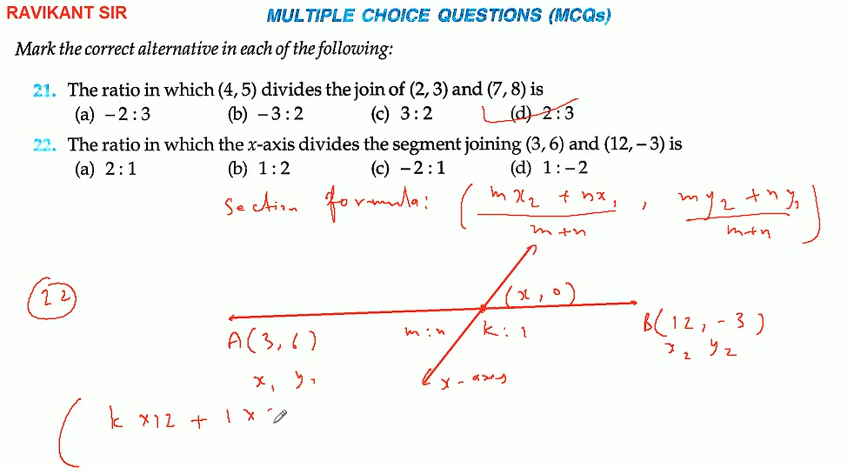 RAVIKANT SIR MULTIPLE CHOICE QUESTIONS (MCQs)
Mark the correct alternative in each of the following:
21. The ratio in which (4, 5) divides the join of (2, 3) and (7, 8) is
(a) −2 : 3 (b) −3 : 2 (c) 3 : 2 (d) 2 : 3
22. The ratio in which the x-axis divides the segment joining (3, 6) and (12, −3) is
(a) 2 : 1 (b) 1 : 2 (c) −2 : 1 (d) 1 : −2
Section formula: ( (m x₂ + n x₁)/(m+n) , (m y₂ + n y₁)/(m+n) )
22
(x, 0)
A(3, 6) m : n k : 1 B(12, -3)
x₁ y₁ x-axis x₂ y₂
( k ×12 + 1 ×